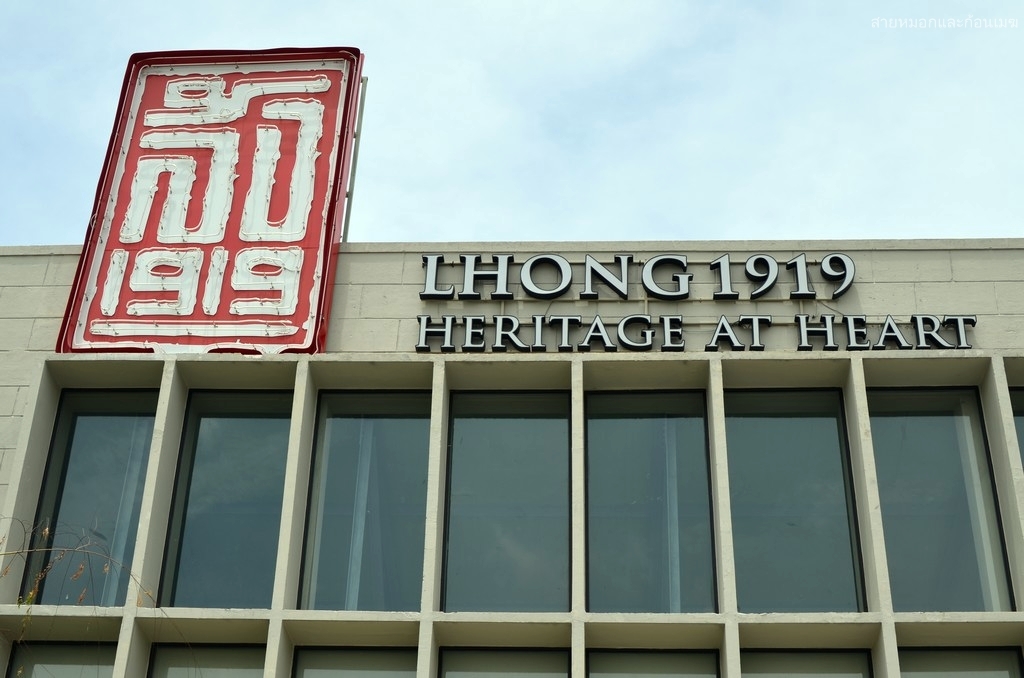 สายหมอกและก้อนเมฆ
ล้ง
1919
LHONG 1919
HERITAGE AT HEART